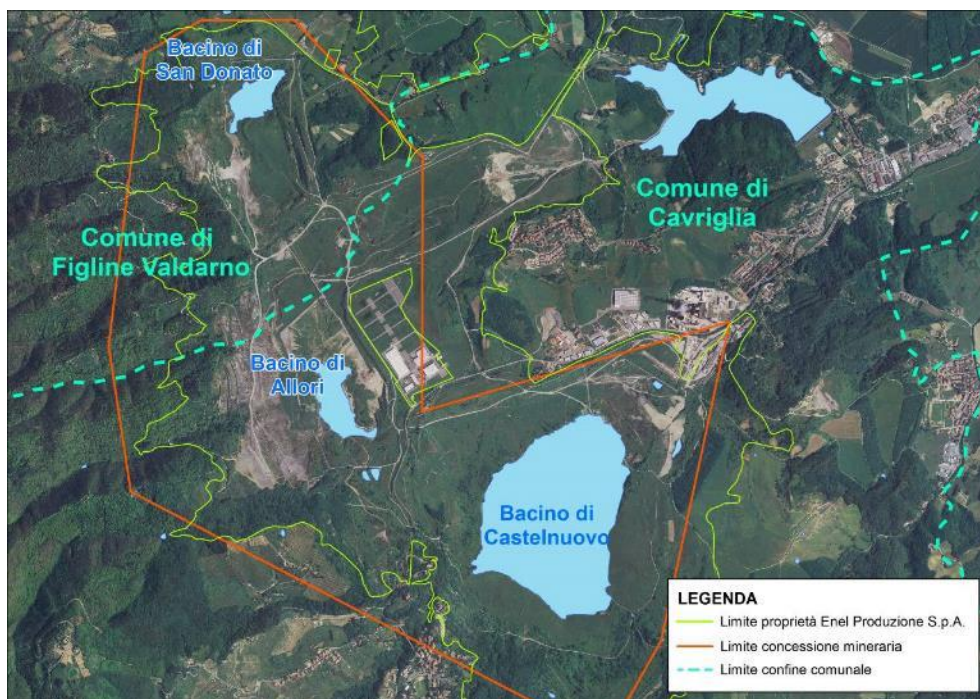 Bacino di
San Donato
Comune di
Cavriglia
Comune di
Figline Valdarno
Bacino di
Allori
Bacino di
Castelnuovo
LEGENDA
Limite proprietà Enel Produzione S.p.A.
Limite concessione mineraria
Limite confine comunale